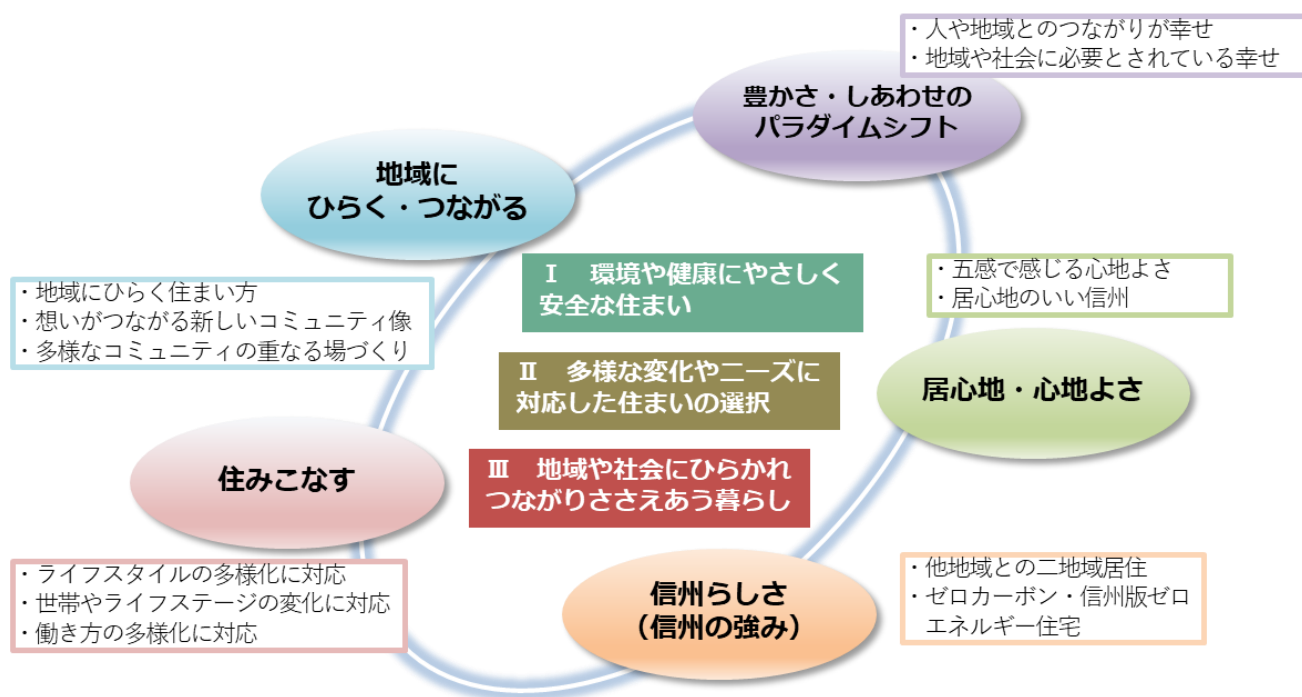 ・人や地域とのつながりが幸せ
・地域や社会に必要とされている幸せ
豊かさ・しあわせの
パラダイムシフト
地域に
ひらく・つながる
・地域にひらく住まい方
・想いがつながる新しいコミュニティ像
・多様なコミュニティの重なる場づくり
Ⅰ　環境や健康にやさしく
安全な住まい
Ⅱ　多様な変化やニーズに
対応した住まいの選択
Ⅲ　地域や社会にひらかれ
つながりささえあう暮らし
・五感で感じる心地よさ
・居心地のいい信州
居心地・心地よさ
住みこなす
・ライフスタイルの多様化に対応
・世帯やライフステージの変化に対応
・働き方の多様化に対応
信州らしさ
（信州の強み）
・他地域との二地域居住
・ゼロカーボン・信州版ゼロ
エネルギー住宅